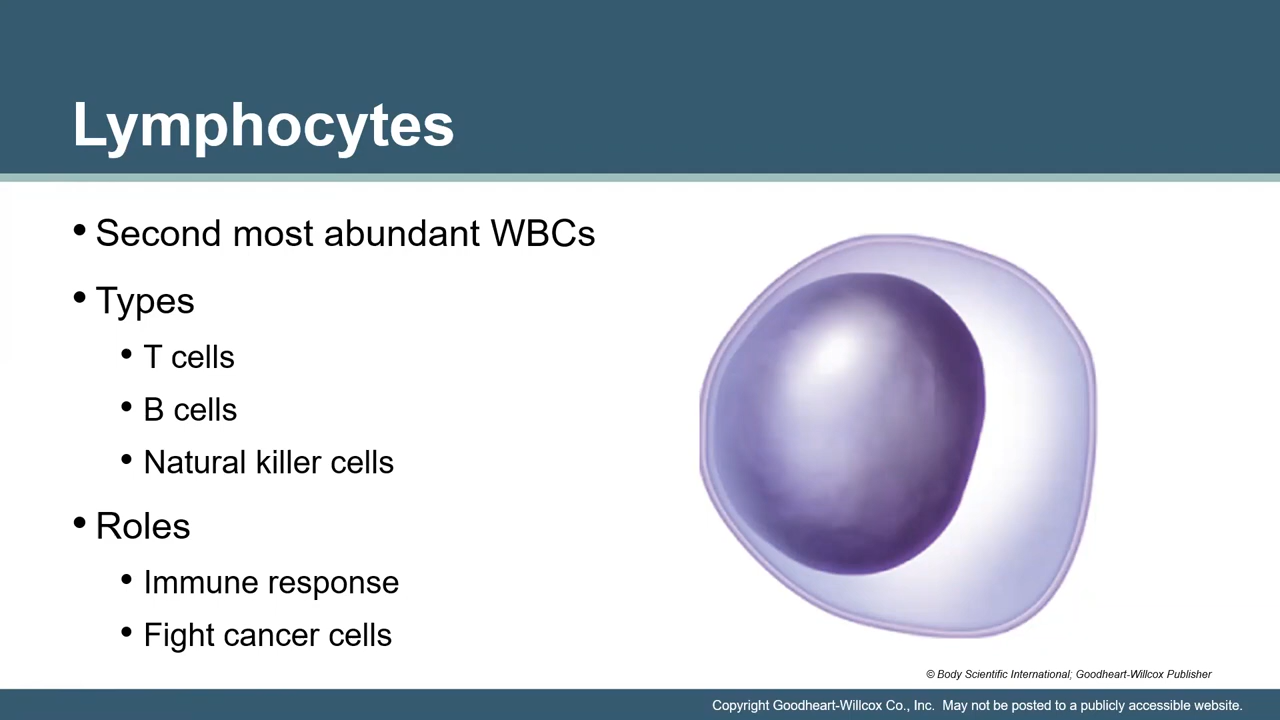 Lymphocytes
• Second most abundant WBCs
• Types
• T cells
• B cells
• Natural killer cells
• Roles
• Immune response
• Fight cancer cells
© Body Scientific International; Goodheart-Willcox Publisher
Copyright Goodheart-Willcox Co., Inc.  May not be posted to a publicly accessible website.